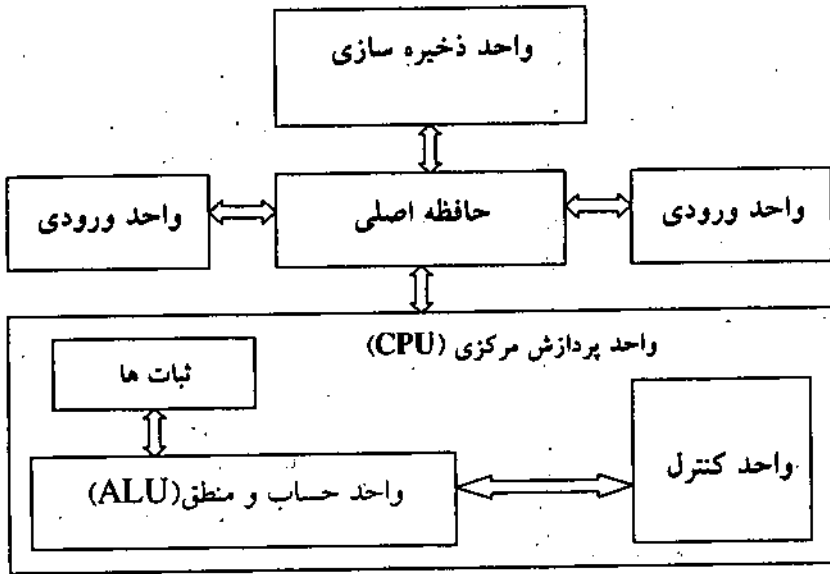 واحد ذخیره سازی
واحد ورودی
حافظه اصلی
واحد ورودی
واحد پردازش مرکزی (CPU)
ثبات ها
واحد کنترل
واحد حساب و منطق(ALU)